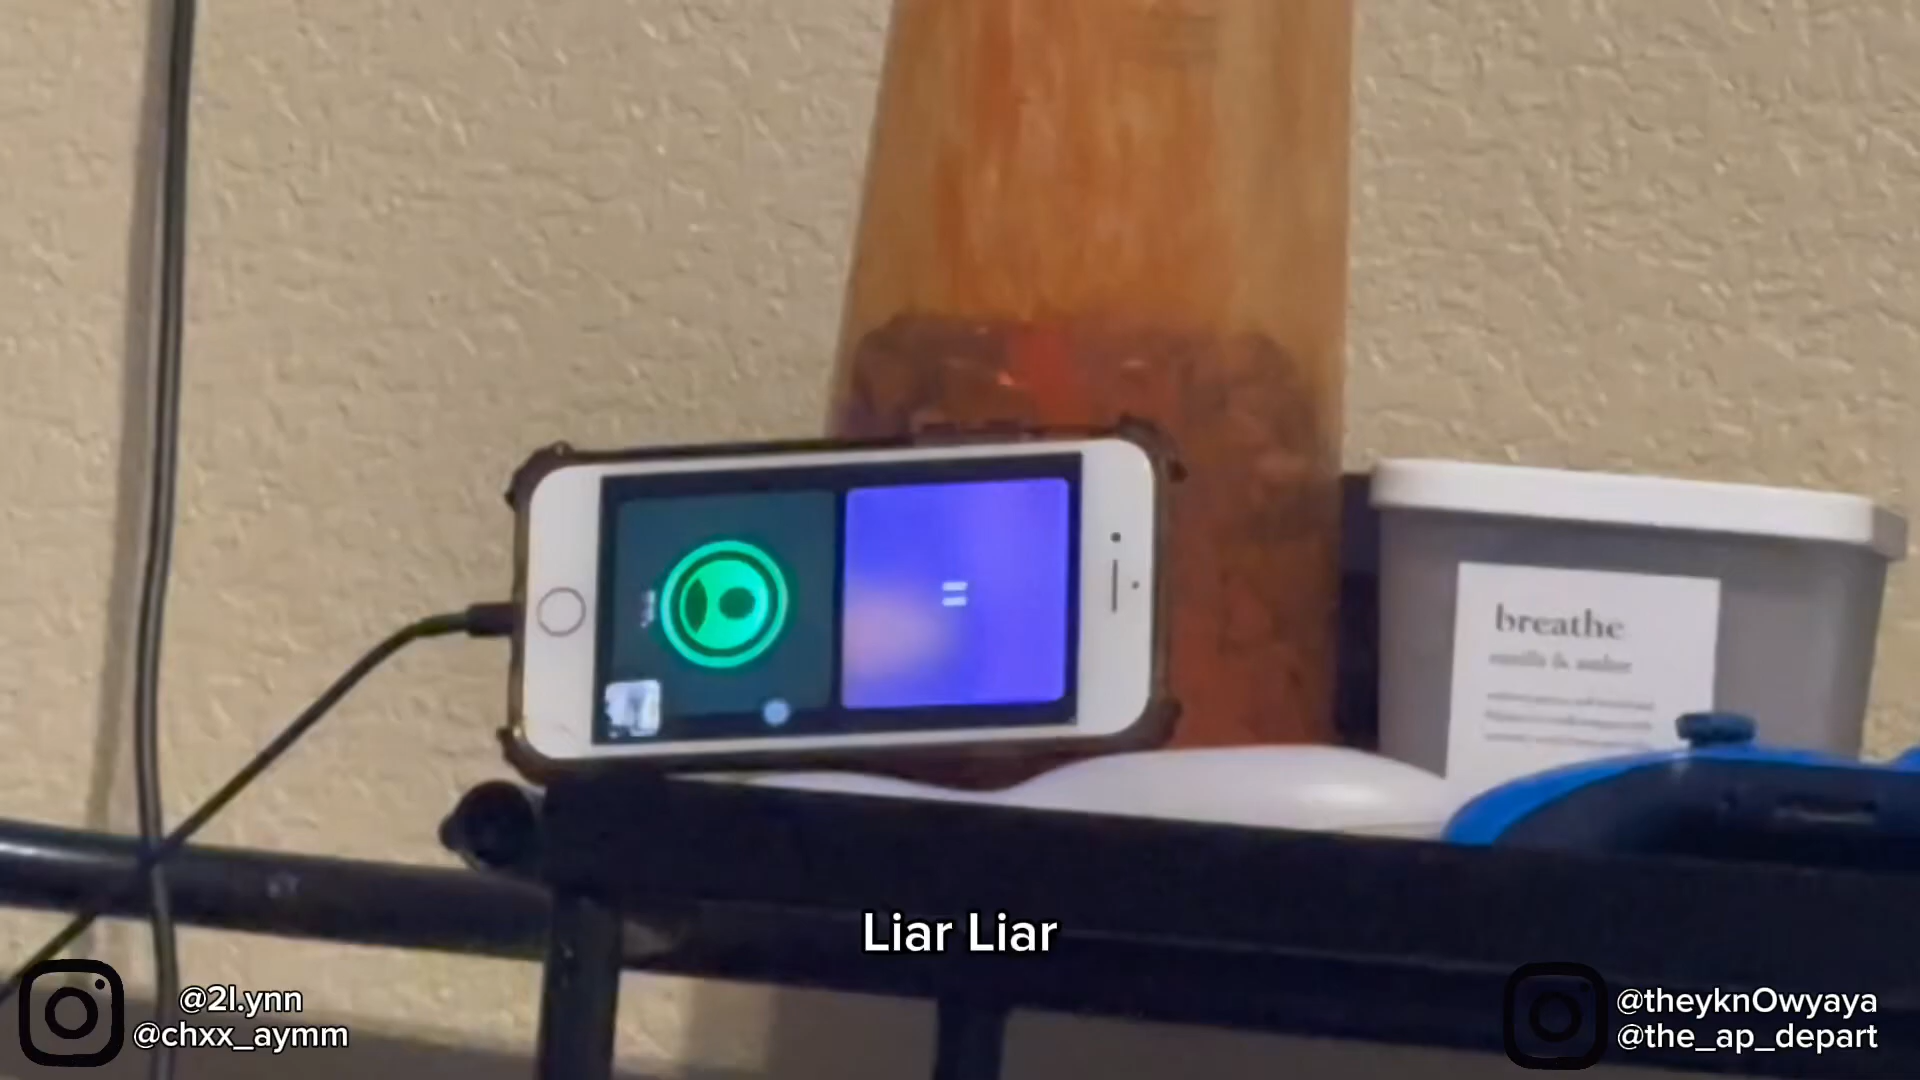 breathe
Liar Liar
@2l.ynn
@chxx_aymm
@theyknOwyaya
@the_ap_depart